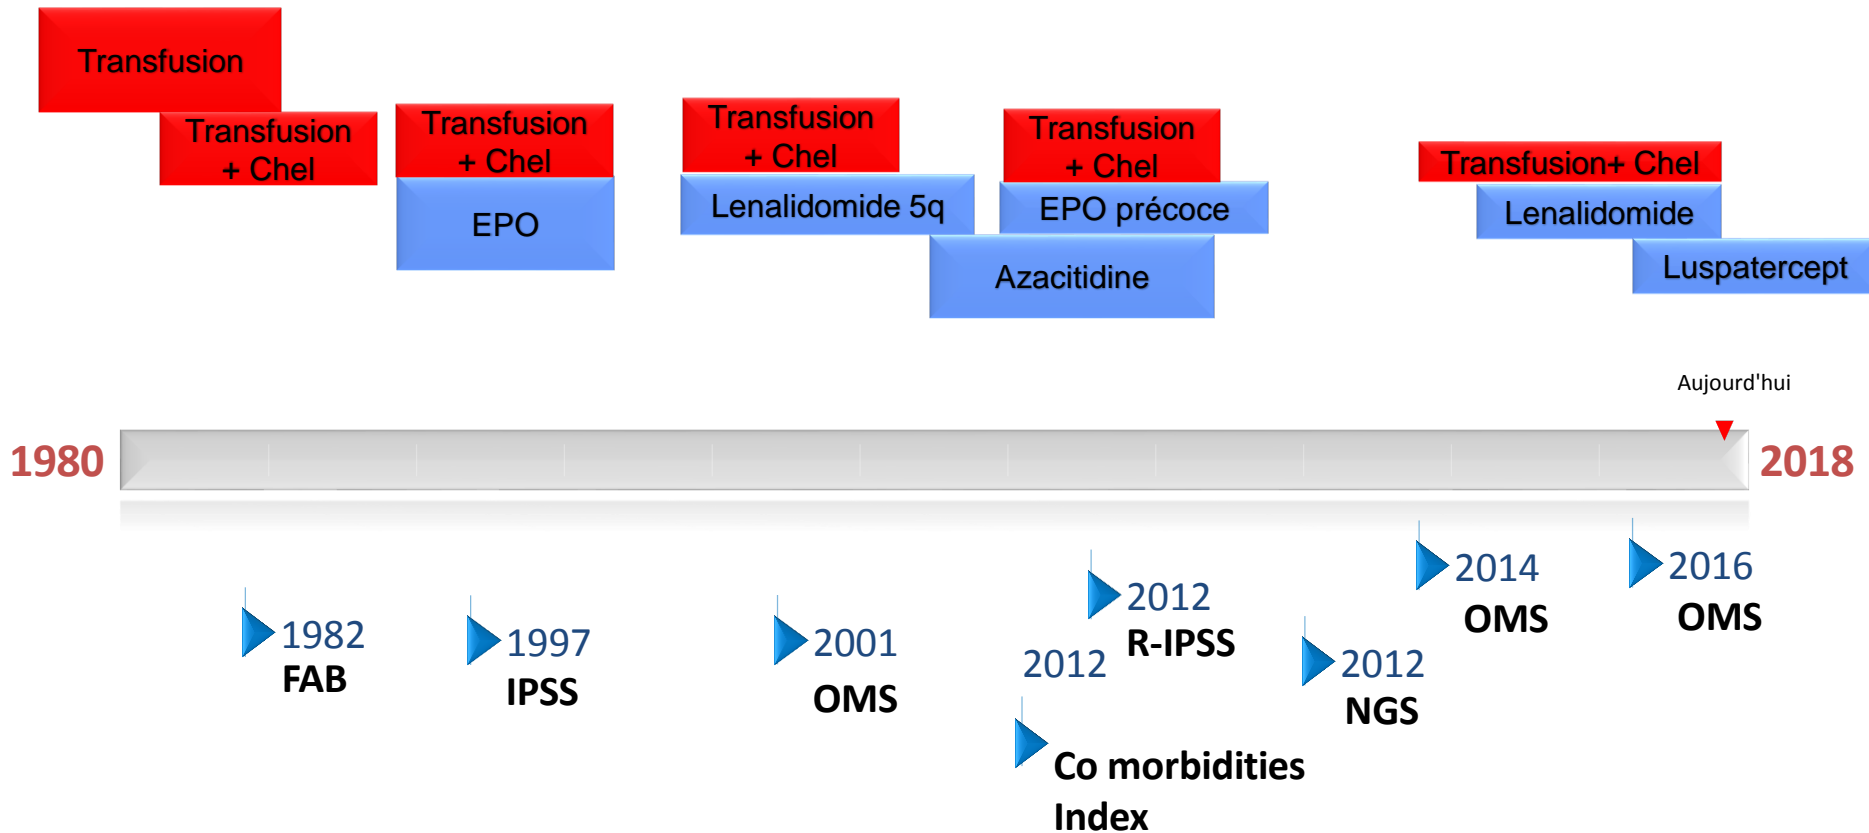 Transfusion
Transfusion
+ Chel
Transfusion
+ Chel
EPO
Transfusion
+ Chel
Lenalidomide 5q
Transfusion
+ Chel
EPO précoce
Azacitidine
Transfusion+ Chel
Lenalidomide
Luspatercept
Aujourd'hui
1980
2018
1982
FAB
1997
IPSS
2001
OMS
2012
Co morbidities
Index
2012
R-IPSS
2012
NGS
2014
OMS
2016
OMS